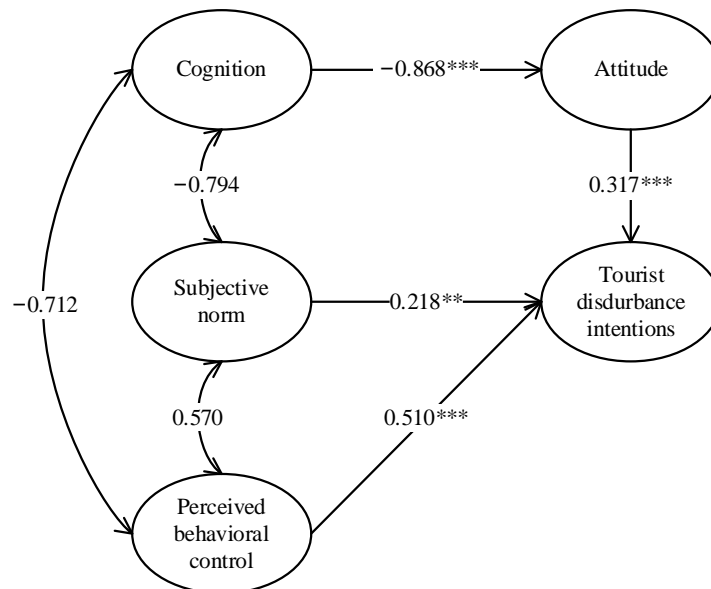 Cognition
−0.868***
Attitude
−0.794
0.317***
Subjective
norm
0.218**
Tourist
disdurbance
intentions
−0.712
0.570
0.510***
Perceived
behavioral
control